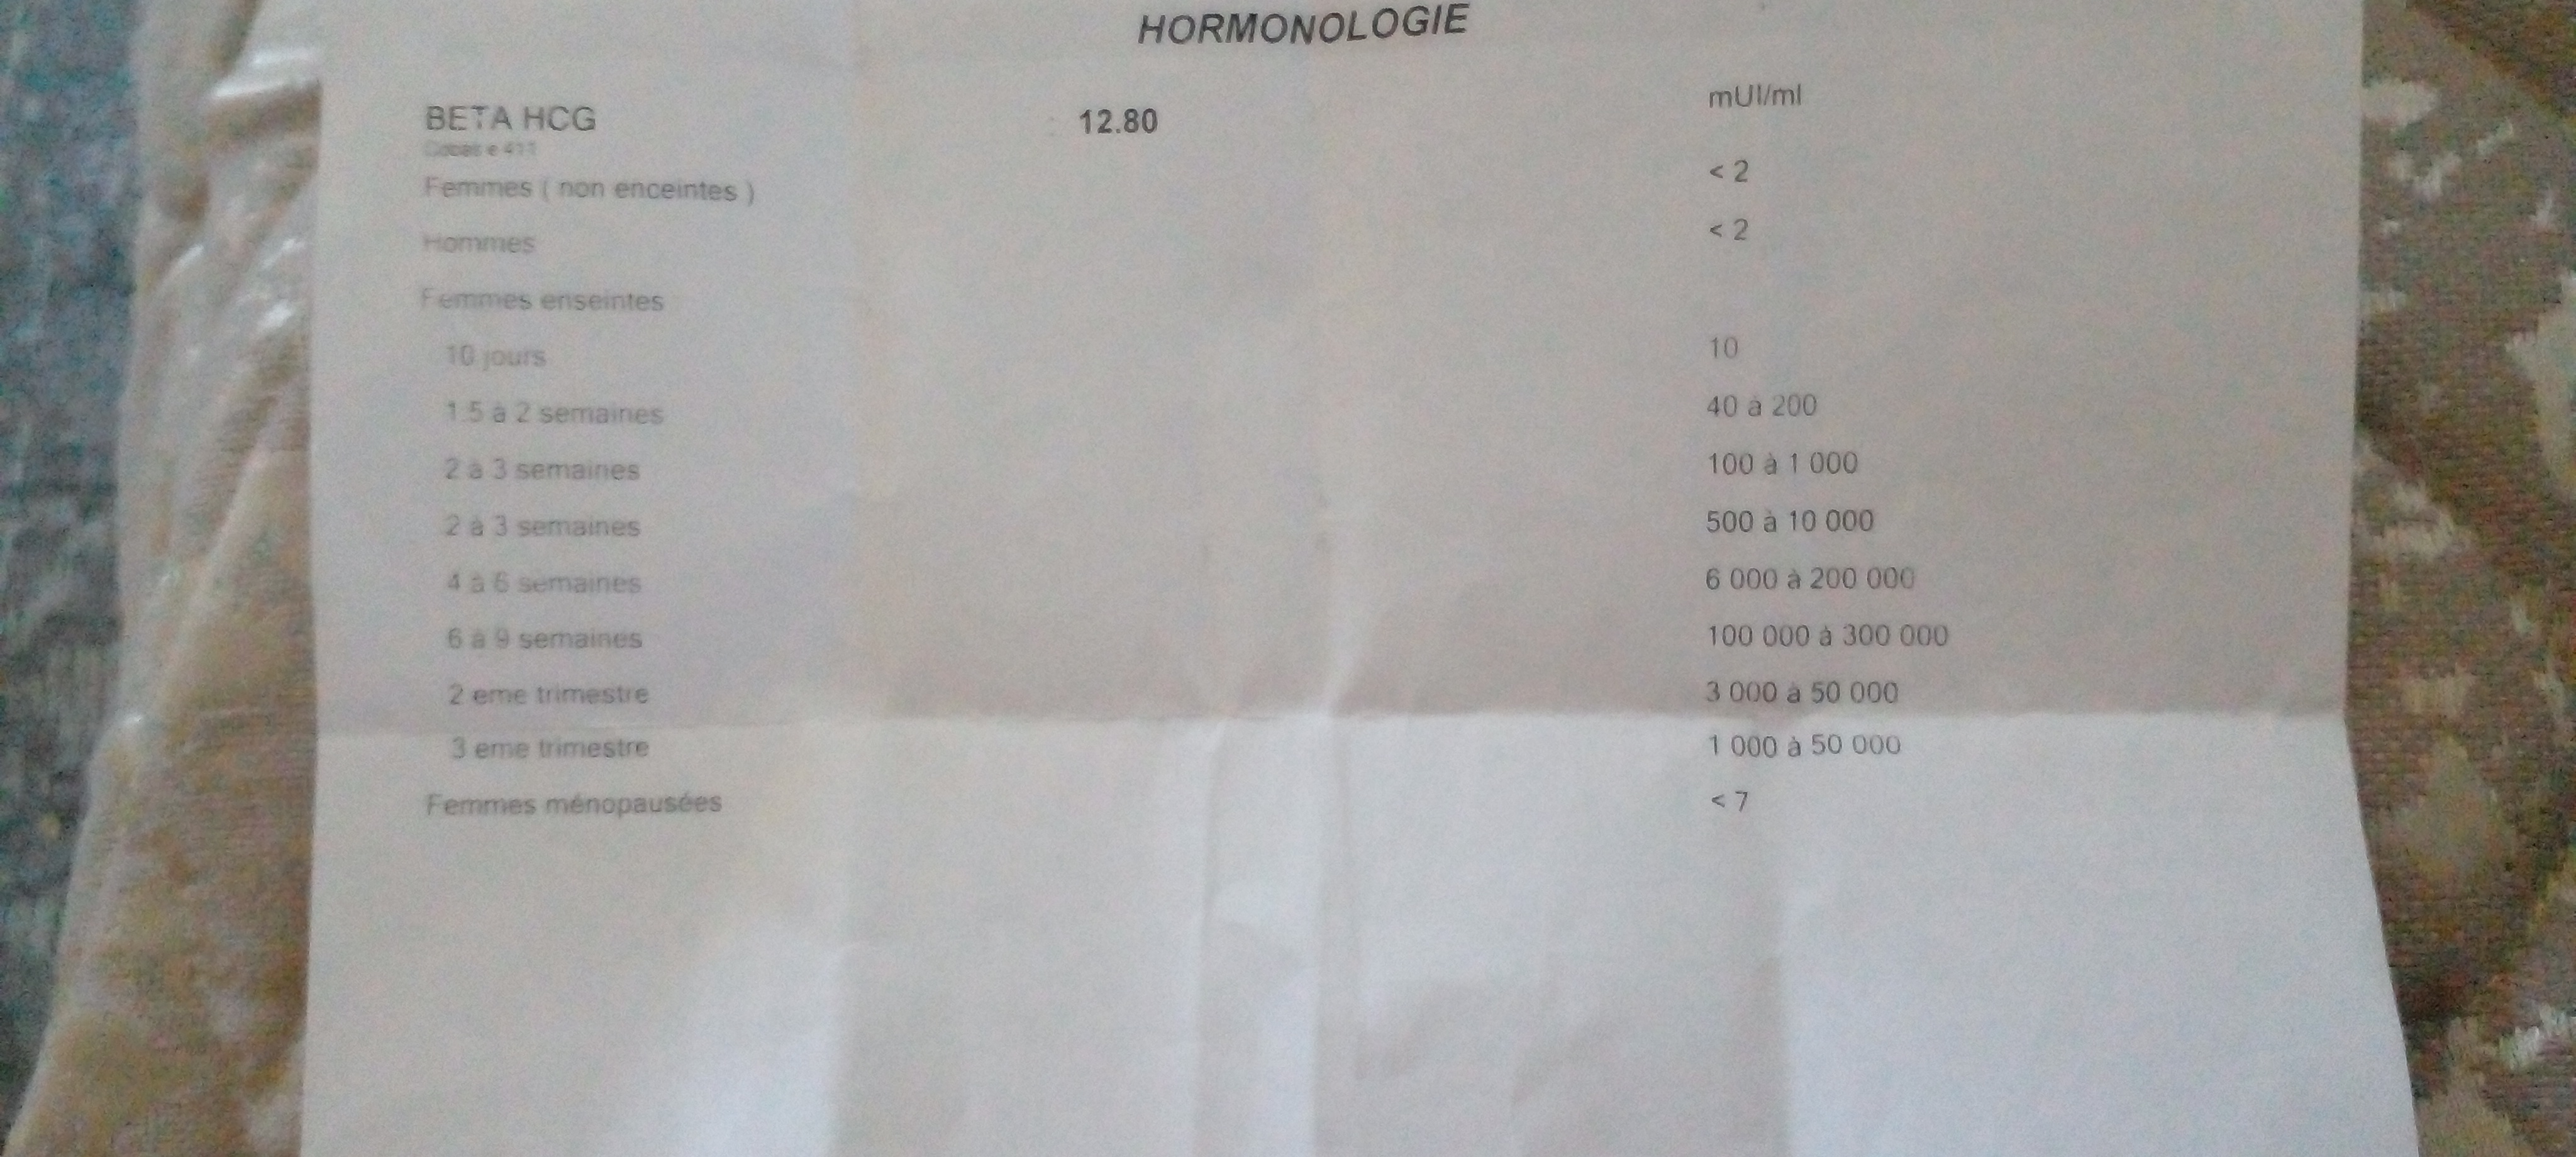 HORMONOLOGIE
mUI/ml
BETA HCG : 12.80
Cobas e 411
Femmes ( non enceintes ) < 2
Hommes < 2
Femmes enseintes
10 jours 10
1.5 à 2 semaines 40 à 200
2 à 3 semaines 100 à 1 000
2 à 3 semaines 500 à 10 000
4 à 6 semaines 6 000 à 200 000
6 à 9 semaines 100 000 à 300 000
2 eme trimestre 3 000 à 50 000
3 eme trimestre 1 000 à 50 000
Femmes ménopausées < 7